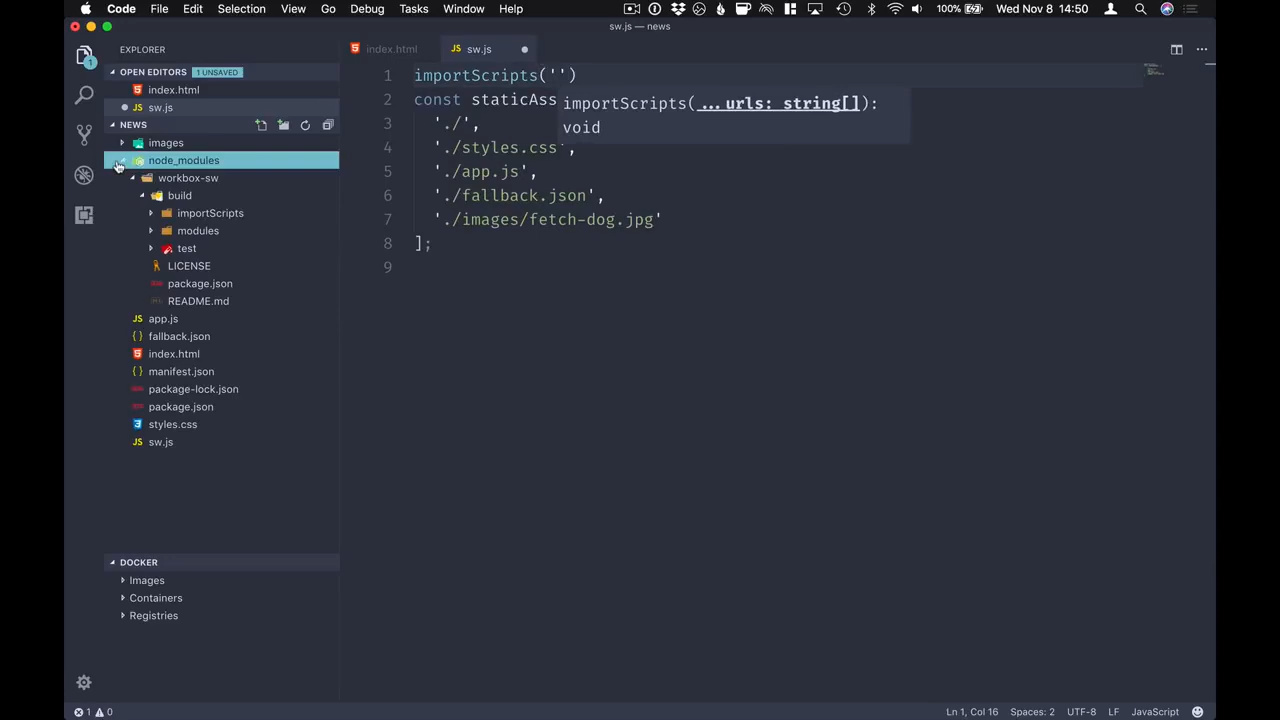 Code File Edit Selection View Go Debug Tasks Window Help 100% Wed Nov 8 14:50
sw.js — news
EXPLORER
OPEN EDITORS 1 UNSAVED
index.html
sw.js
NEWS
images
node_modules
workbox-sw
build
importScripts
modules
test
LICENSE
package.json
README.md
app.js
fallback.json
index.html
manifest.json
package-lock.json
package.json
styles.css
sw.js
DOCKER
Images
Containers
Registries
index.html sw.js
1 importScripts('')
2 const staticAss
3 './',
4 './styles.css',
5 './app.js',
6 './fallback.json',
7 './images/fetch-dog.jpg'
8 ];
9
importScripts(...urls: string[]):
void
1 0 Ln 1, Col 16 Spaces: 2 UTF-8 LF JavaScript